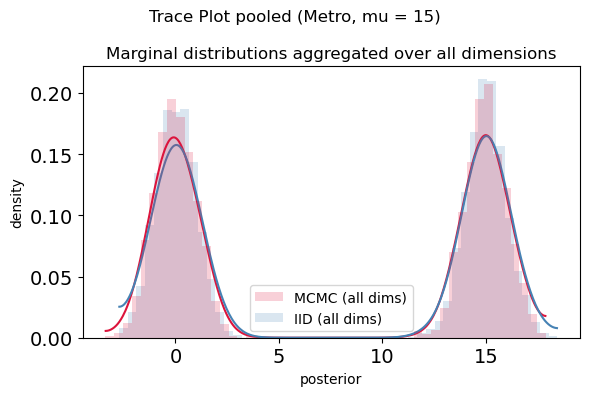 Trace Plot pooled (Metro, mu = 15)
Marginal distributions aggregated over all dimensions
density
0.20
0.15
0.10
0.05
0.00
MCMC (all dims)
IID (all dims)
0 5 10 15
posterior